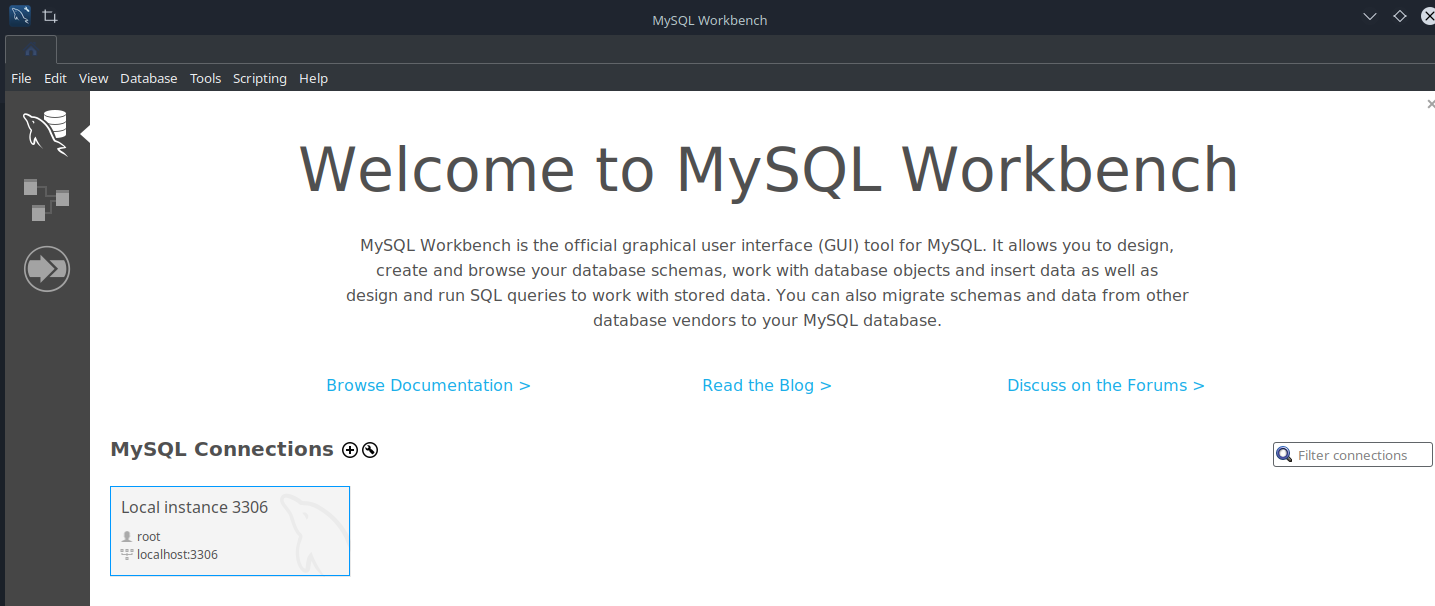 MySQL Workbench
File Edit View Database Tools Scripting Help
Welcome to MySQL Workbench
MySQL Workbench is the official graphical user interface (GUI) tool for MySQL. It allows you to design,
create and browse your database schemas, work with database objects and insert data as well as
design and run SQL queries to work with stored data. You can also migrate schemas and data from other
database vendors to your MySQL database.
Browse Documentation > Read the Blog > Discuss on the Forums >
MySQL Connections
Filter connections
Local instance 3306
root
localhost:3306